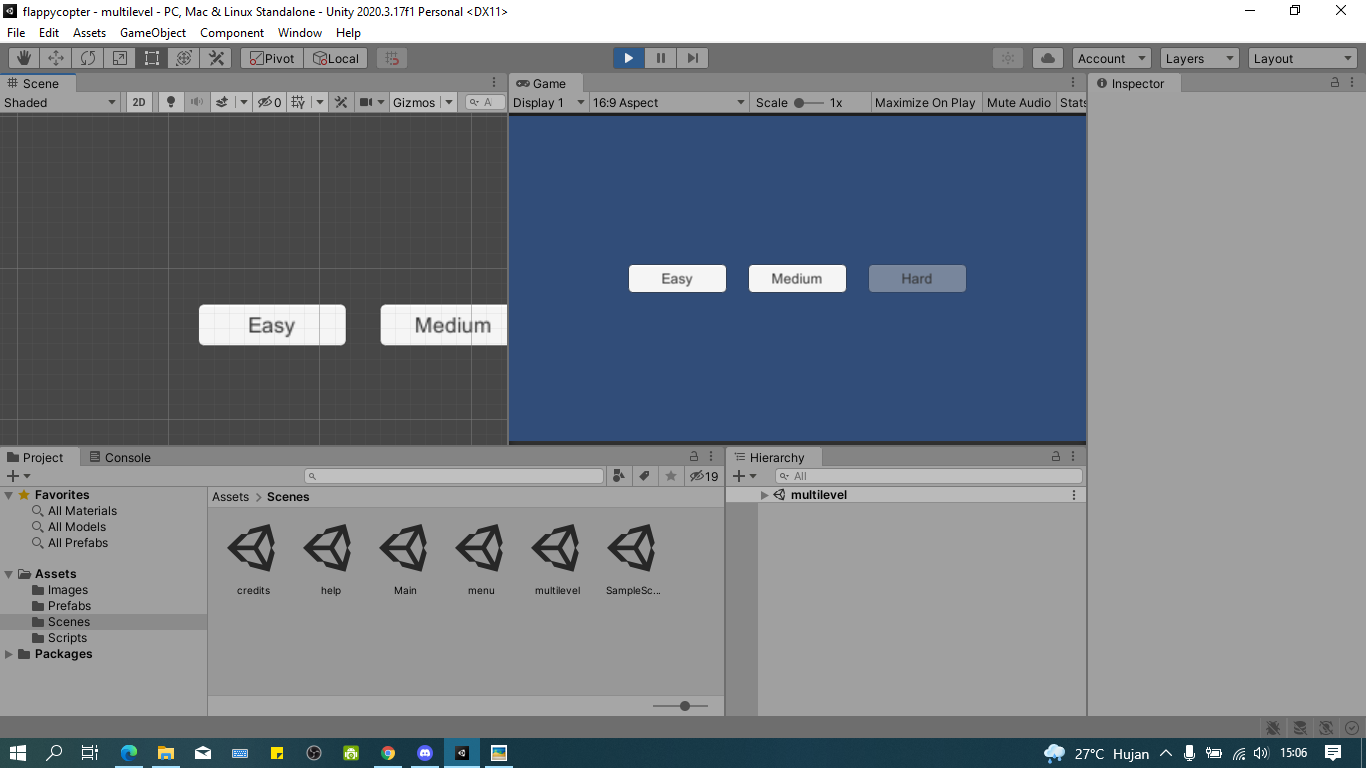 flappycopter - multilevel - PC, Mac & Linux Standalone - Unity 2020.3.17f1 Personal <DX11>
File Edit Assets GameObject Component Window Help
Pivot Local Account Layers Layout
Scene
Shaded 2D 0 Gizmos A
Easy Medium
Game
Display 1 16:9 Aspect Scale 1x Maximize On Play Mute Audio Stats
Easy Medium Hard
Inspector
Project Console
19
Favorites
All Materials
All Models
All Prefabs
Assets
Images
Prefabs
Scenes
Scripts
Packages
Assets > Scenes
credits help Main menu multilevel SampleSc...
Hierarchy
All
multilevel
27°C Hujan 15:06